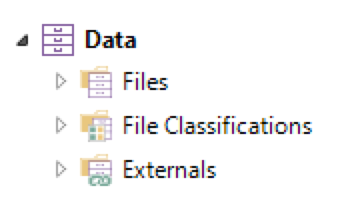 Data
Files
File Classifications
Externals